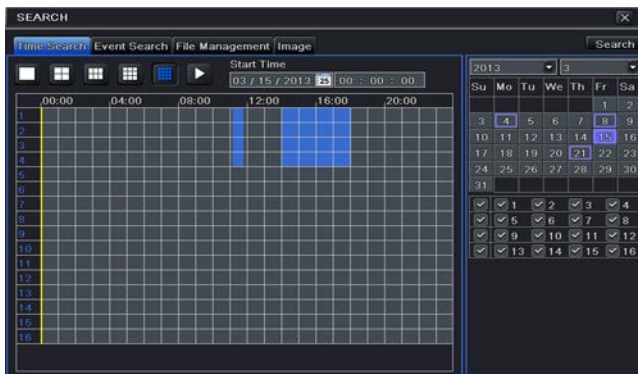 SEARCH
Time Search Event Search File Management Image
Search
Start Time
03 / 15 / 2013 25 00 : 00 : 00
2013 3
Su Mo Tu We Th Fr Sa
1 2
3 4 5 6 7 8 9
10 11 12 13 14 15 16
17 18 19 20 21 22 23
24 25 26 27 28 29 30
31
1 2 3 4
5 6 7 8
9 10 11 12
13 14 15 16
00:00 04:00 08:00 12:00 16:00 20:00
1
2
3
4
5
6
7
8
9
10
11
12
13
14
15
16